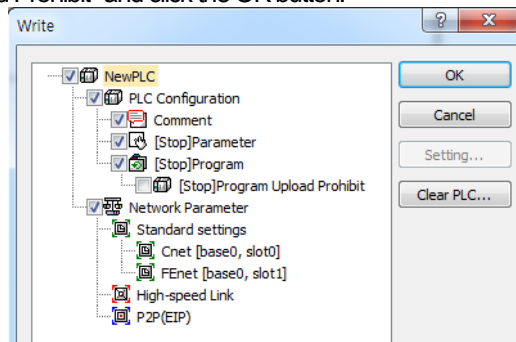 Prohibit" and click the OK button.
Write
NewPLC
OK
PLC Configuration
Comment
Cancel
[Stop]Parameter
Setting...
[Stop]Program
[Stop]Program Upload Prohibit
Clear PLC...
Network Parameter
Standard settings
Cnet [base0, slot0]
FEnet [base0, slot1]
High-speed Link
P2P(EIP)